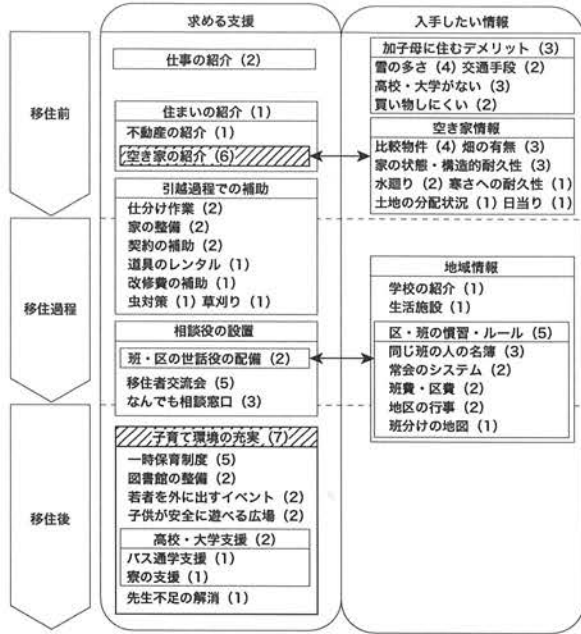 求める支援
入手したい情報
移住前
移住過程
移住後
仕事の紹介（2）
住まいの紹介（1）
不動産の紹介（1）
空き家の紹介（6）
引越過程での補助
仕分け作業（2）
家の整備（2）
契約の補助（2）
道具のレンタル（1）
改修費の補助（1）
虫対策（1）草刈り（1）
相談役の設置
班・区の世話役の配備（2）
移住者交流会（5）
なんでも相談窓口（3）
子育て環境の充実（7）
一時保育制度（5）
図書館の整備（2）
若者を外に出すイベント（2）
子供が安全に遊べる広場（2）
高校・大学支援（2）
バス通学支援（1）
寮の支援（1）
先生不足の解消（1）
加子母に住むデメリット（3）
雪の多さ（4）交通手段（2）
高校・大学がない（3）
買い物しにくい（2）
空き家情報
比較物件（4）畑の有無（3）
家の状態・構造的耐久性（3）
水廻り（2）寒さへの耐久性（1）
土地の分配状況（1）日当り（1）
地域情報
学校の紹介（1）
生活施設（1）
区・班の慣習・ルール（5）
同じ班の人の名簿（3）
常会のシステム（2）
班費・区費（2）
地区の行事（2）
班分けの地図（1）